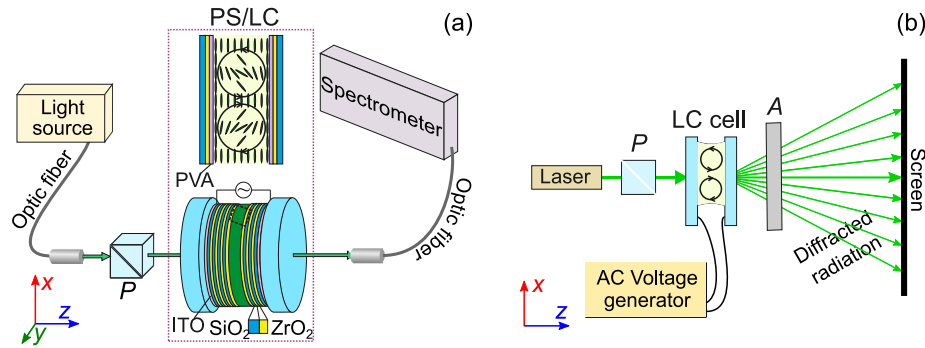 PS/LC
(a)
Light
source
Optic fiber
PVA
Spectrometer
Optic fiber
P
ITO
SiO₂
ZrO₂
x
z
y
(b)
P
LC cell
A
Laser
Screen
Diffracted
radiation
AC Voltage
generator
x
z